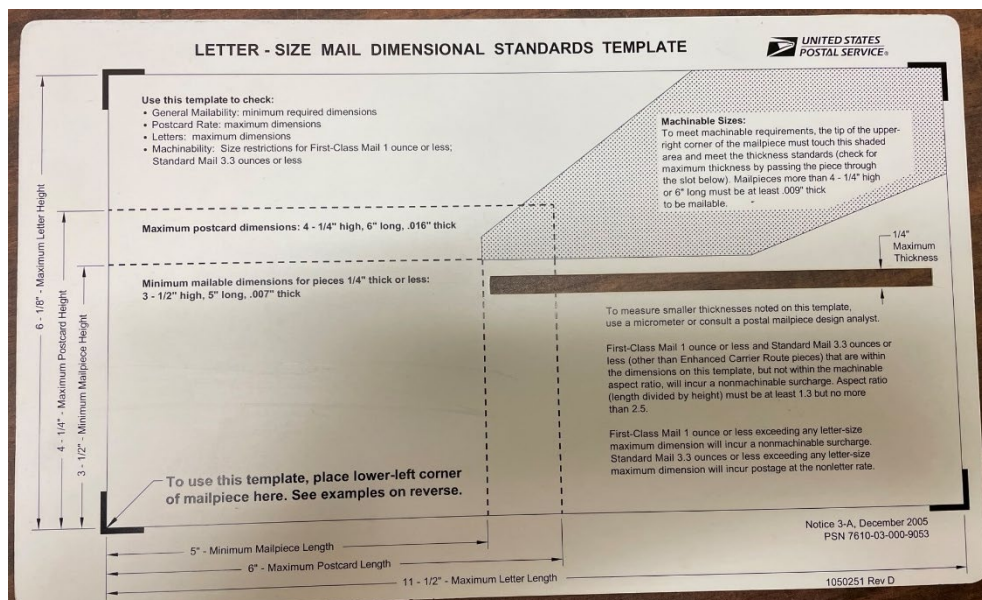 LETTER - SIZE MAIL DIMENSIONAL STANDARDS TEMPLATE
UNITED STATES
POSTAL SERVICE®
Use this template to check:
• General Mailability: minimum required dimensions
• Postcard Rate: maximum dimensions
• Letters: maximum dimensions
• Machinability: Size restrictions for First-Class Mail 1 ounce or less;
Standard Mail 3.3 ounces or less
Machinable Sizes:
To meet machinable requirements, the tip of the upper-
right corner of the mailpiece must touch this shaded
area and meet the thickness standards (check for
maximum thickness by passing the piece through
the slot below). Mailpieces more than 4 - 1/4" high
or 6" long must be at least .009" thick
to be mailable.
6 - 1/8" - Maximum Letter Height
4 - 1/4" - Maximum Postcard Height
3 - 1/2" - Minimum Mailpiece Height
Maximum postcard dimensions: 4 - 1/4" high, 6" long, .016" thick
Minimum mailable dimensions for pieces 1/4" thick or less:
3 - 1/2" high, 5" long, .007" thick
1/4"
Maximum
Thickness
To measure smaller thicknesses noted on this template,
use a micrometer or consult a postal mailpiece design analyst.
First-Class Mail 1 ounce or less and Standard Mail 3.3 ounces or
less (other than Enhanced Carrier Route pieces) that are within
the dimensions on this template, but not within the machinable
aspect ratio, will incur a nonmachinable surcharge. Aspect ratio
(length divided by height) must be at least 1.3 but no more
than 2.5.
First-Class Mail 1 ounce or less exceeding any letter-size
maximum dimension will incur a nonmachinable surcharge.
Standard Mail 3.3 ounces or less exceeding any letter-size
maximum dimension will incur postage at the nonletter rate.
To use this template, place lower-left corner
of mailpiece here. See examples on reverse.
Notice 3-A, December 2005
PSN 7610-03-000-9053
5" - Minimum Mailpiece Length
6" - Maximum Postcard Length
11 - 1/2" - Maximum Letter Length
1050251 Rev D